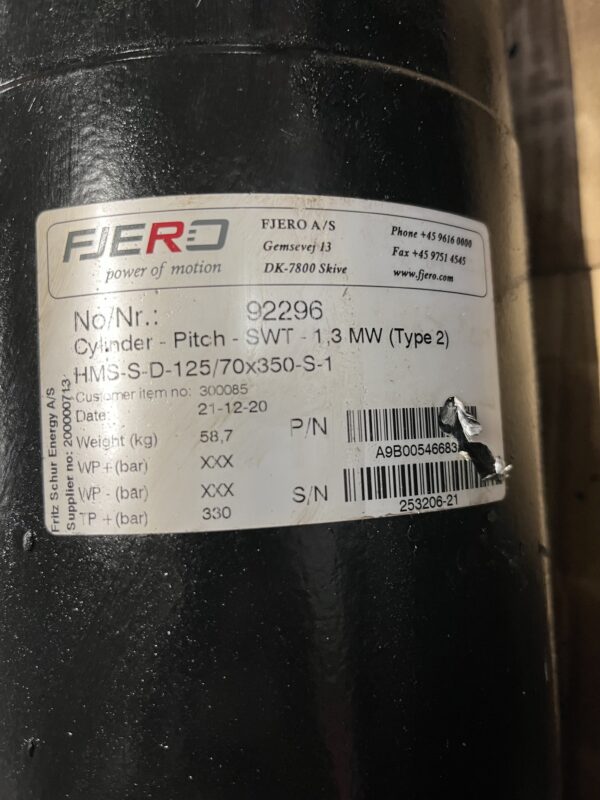 FJERO
power of motion
FJERO A/S
Gemsevej 13
DK-7800 Skive
Phone +45 9616 0000
Fax +45 9751 4545
www.fjero.com
No/Nr.: 92296
Cylinder - Pitch - SWT - 1,3 MW (Type 2)
HMS-S-D-125/70x350-S-1
Customer item no: 300085
Date: 21-12-20
Weight (kg) 58,7
WP+(bar) XXX
WP - (bar) XXX
TP +(bar) 330
P/N
A9B00546683
S/N
253206-21
Fritz Schur Energy A/S
Supplier no: 200000713